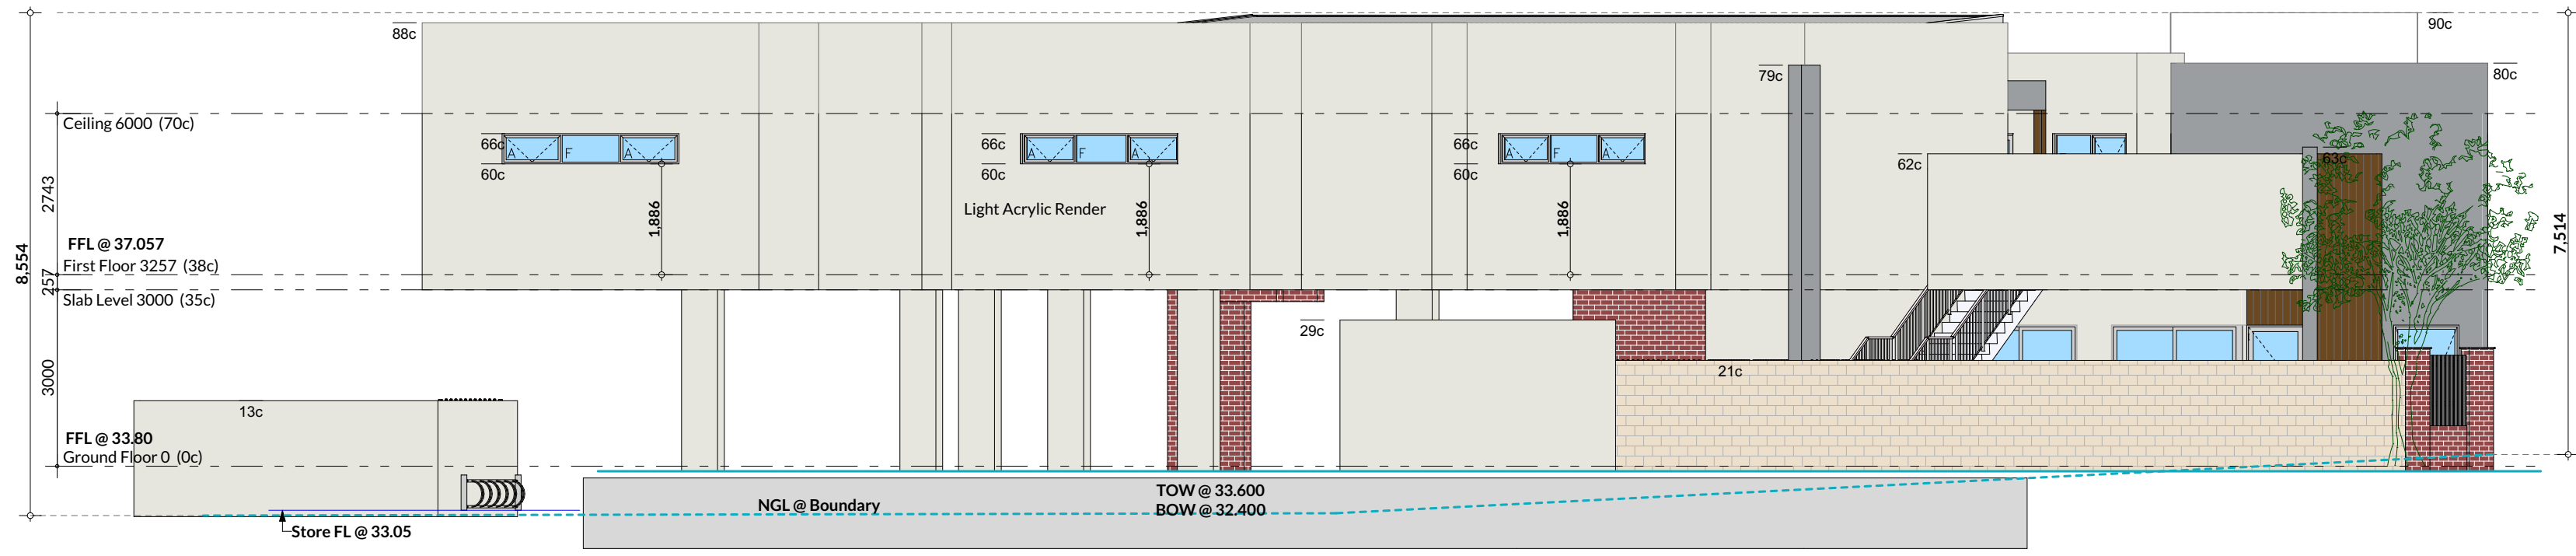 88c
90c
79c
80c
Ceiling 6000 (70c)
66c
A F A
66c
A F A
66c
A F A
62c
63c
60c
60c
60c
2743
1,886
Light Acrylic Render
1,886
1,886
8,554
7,514
FFL @ 37.057
First Floor 3257 (38c)
257
Slab Level 3000 (35c)
29c
21c
3000
13c
FFL @ 33.80
Ground Floor 0 (0c)
NGL @ Boundary
TOW @ 33.600
BOW @ 32.400
Store FL @ 33.05